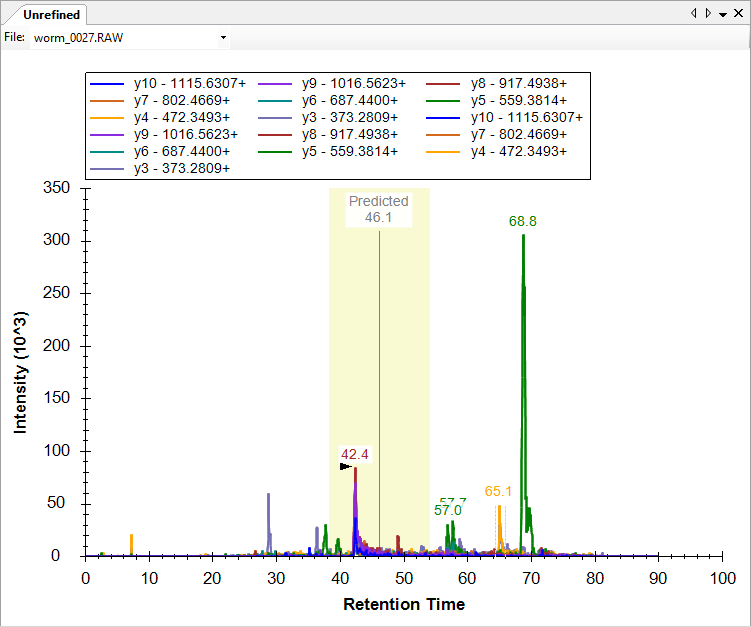 Unrefined
File: worm_0027.RAW
y10 - 1115.6307+ y9 - 1016.5623+ y8 - 917.4938+
y7 - 802.4669+ y6 - 687.4400+ y5 - 559.3814+
y4 - 472.3493+ y3 - 373.2809+ y10 - 1115.6307+
y9 - 1016.5623+ y8 - 917.4938+ y7 - 802.4669+
y6 - 687.4400+ y5 - 559.3814+ y4 - 472.3493+
y3 - 373.2809+
350
Predicted
46.1
68.8
300
250
200
Intensity (10^3)
150
100
42.4
65.1
57.7
57.0
50
0
0 10 20 30 40 50 60 70 80 90 100
Retention Time